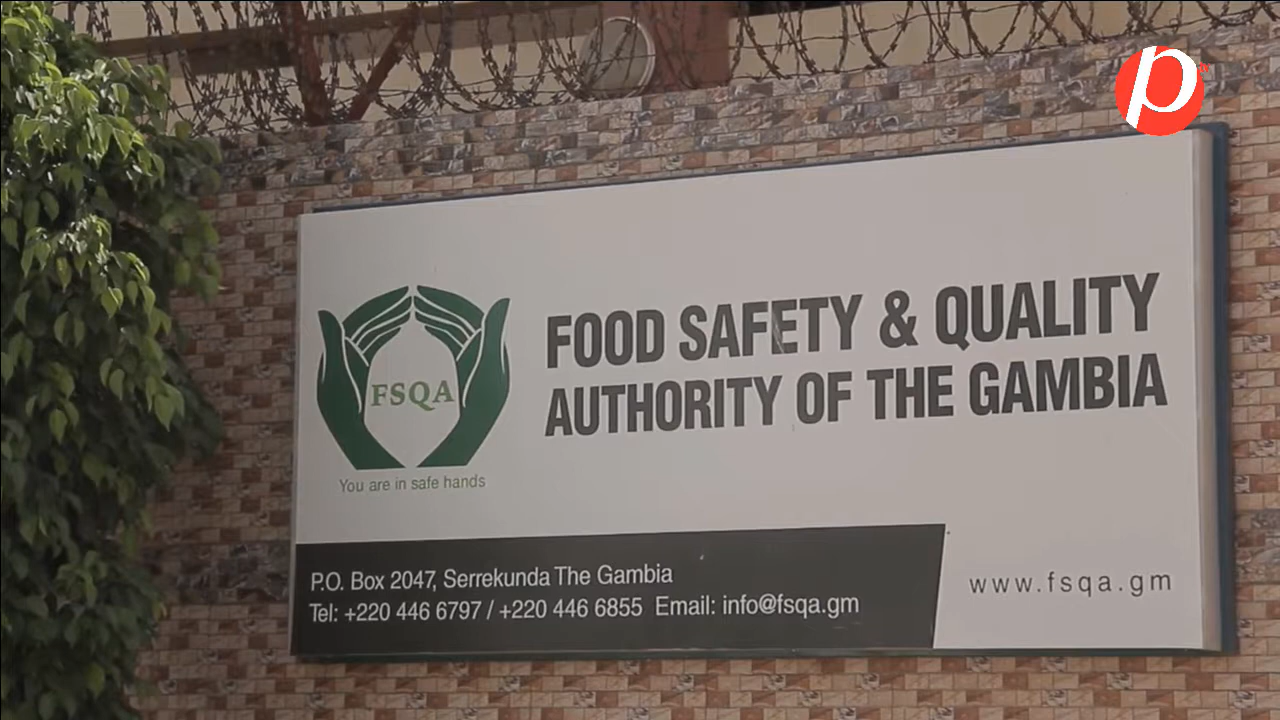 p
FOOD SAFETY & QUALITY
AUTHORITY OF THE GAMBIA
FSQA
You are in safe hands
P.O. Box 2047, Serrekunda The Gambia
Tel: +220 446 6797 / +220 446 6855 Email: info@fsqa.gm
www.fsqa.gm